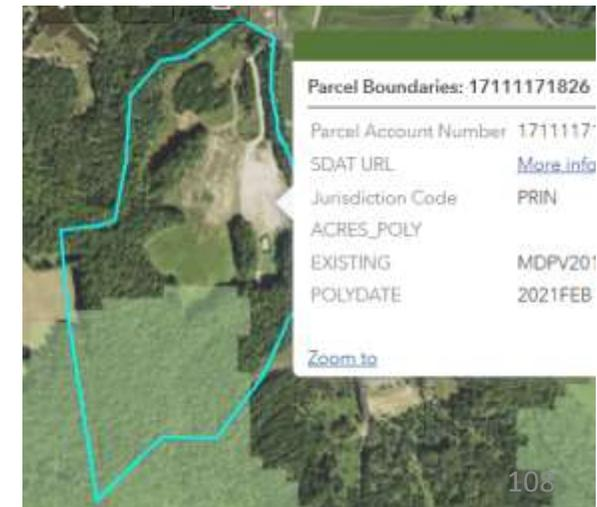 Parcel Boundaries: 17111171826
Parcel Account Number 1711117
SDAT URL More info
Jurisdiction Code PRIN
ACRES_POLY
EXISTING MDPV201
POLYDATE 2021FEB
Zoom to
108